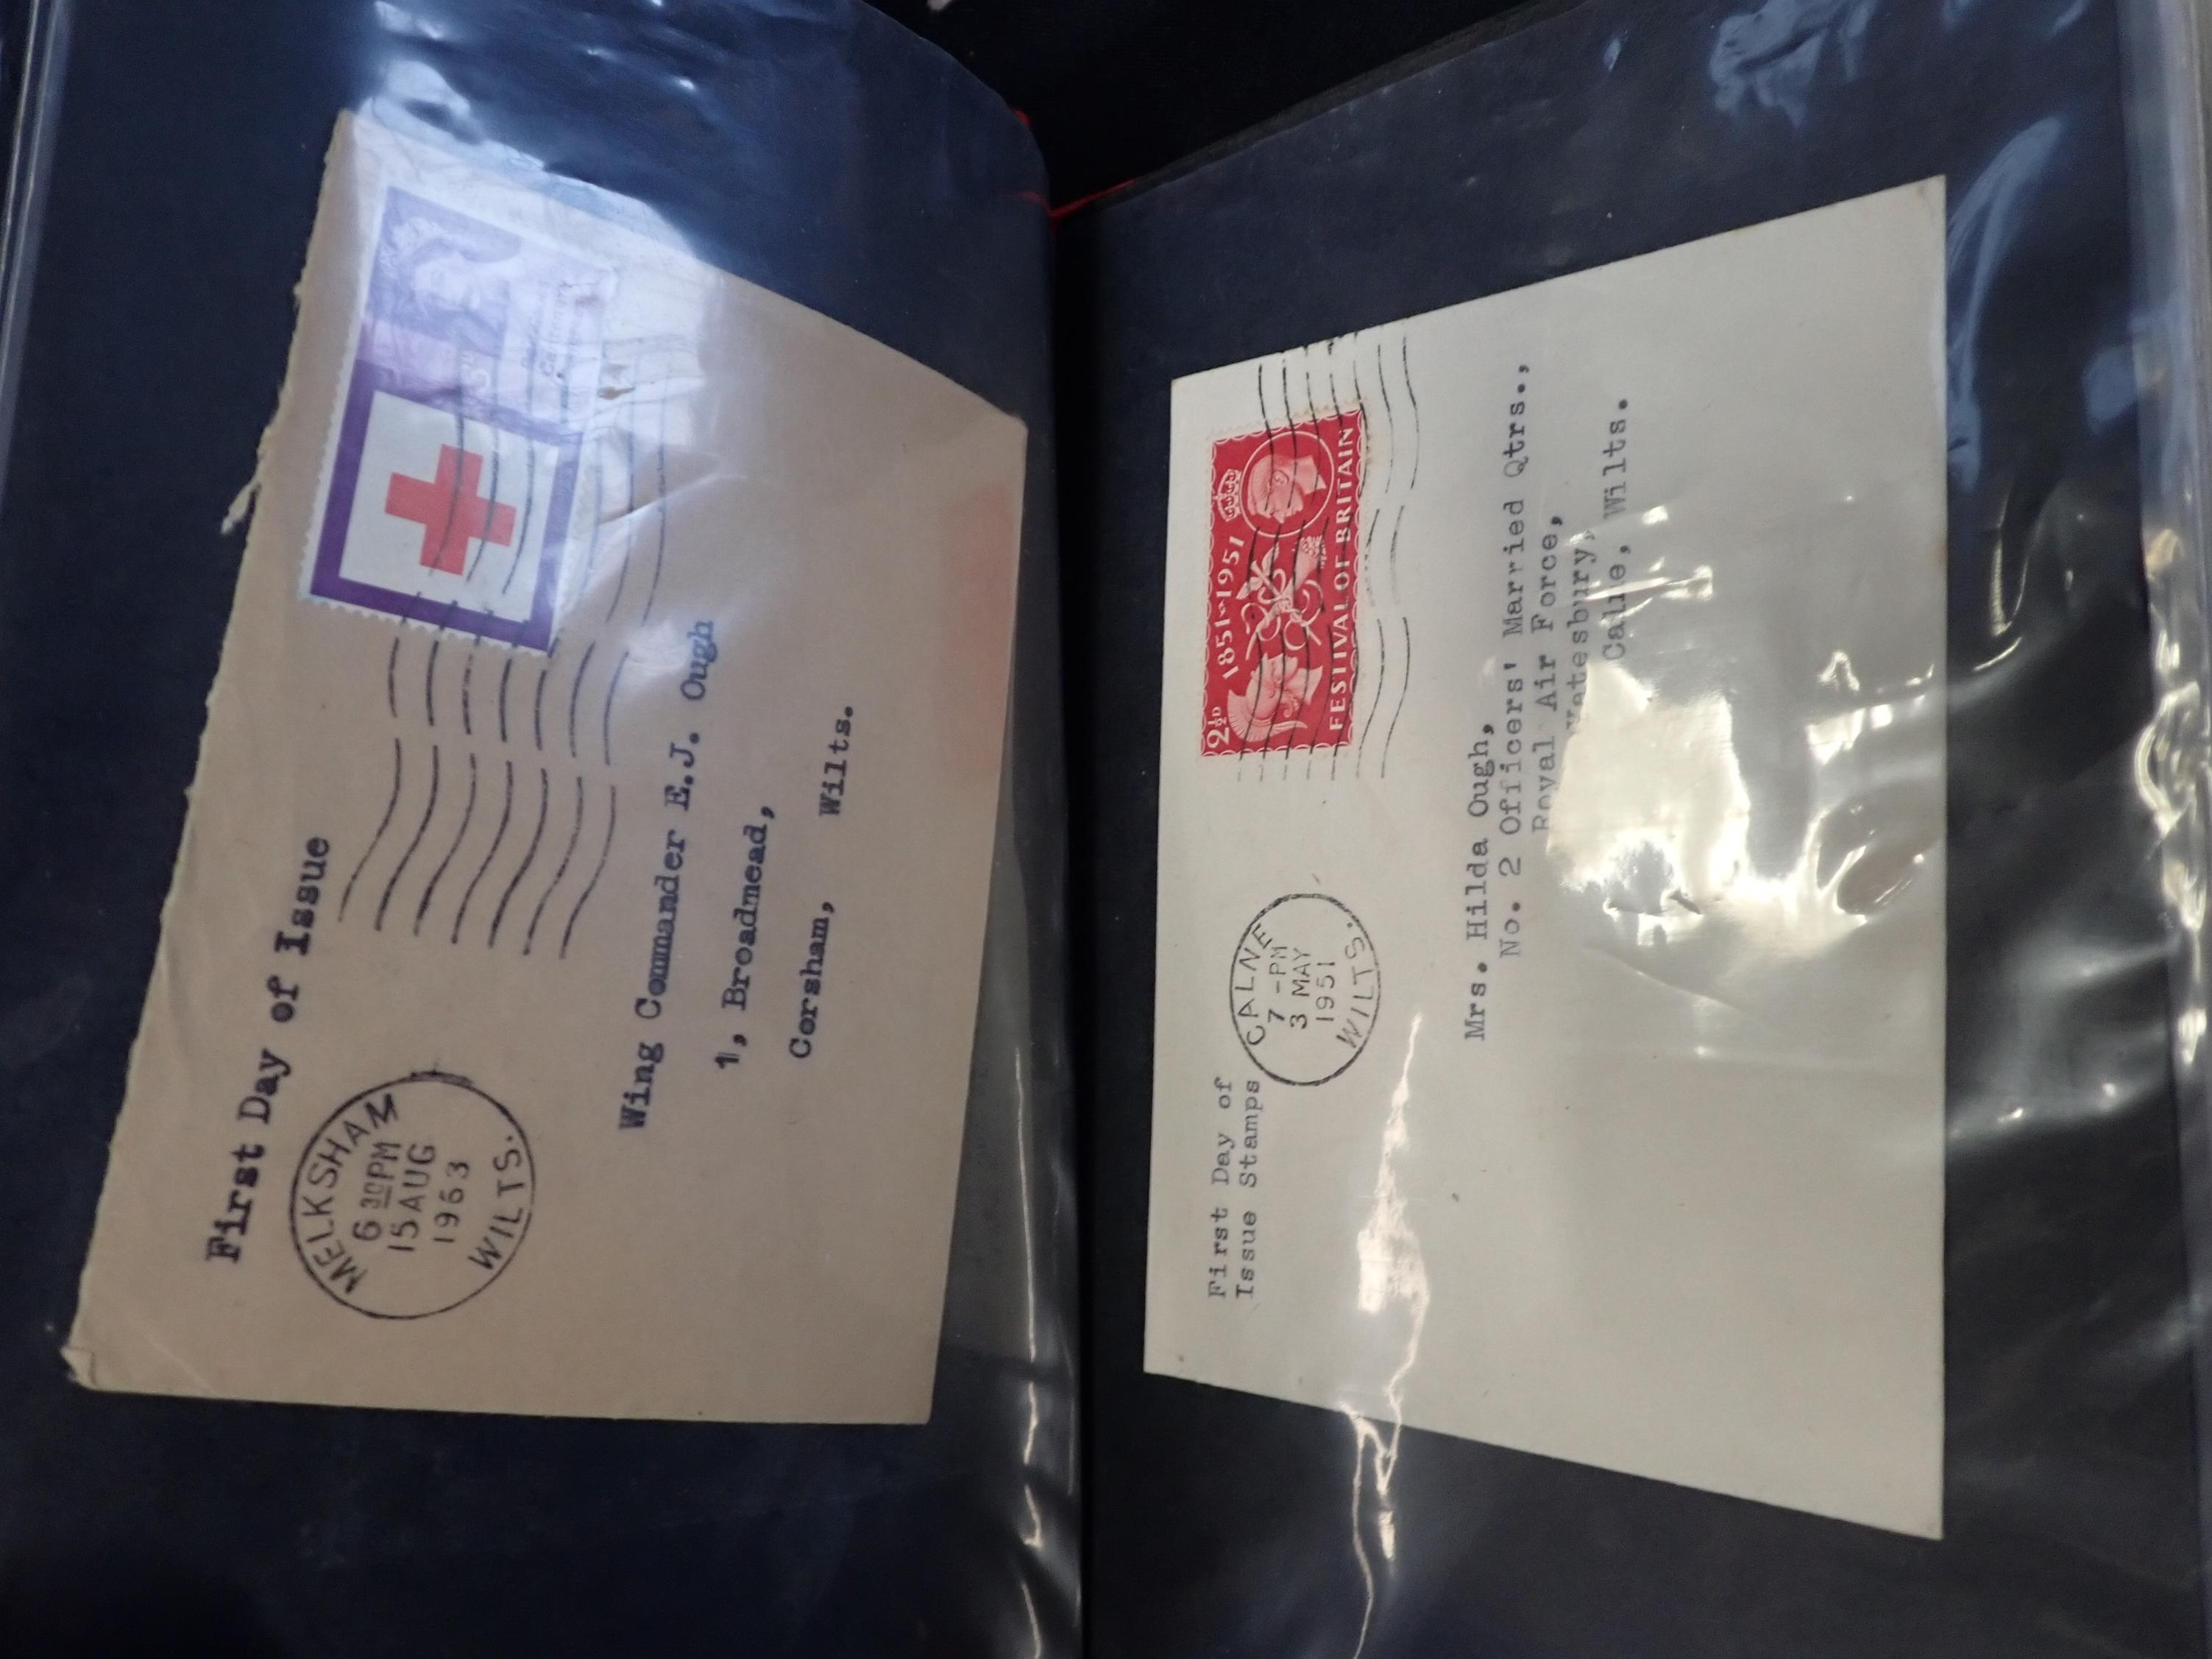 First Day of Issue
MELKSHAM
6 30PM
15 AUG
1963
WILTS.
Wing Commander E.J. Ough
1, Broadmead,
Corsham, Wilts.
First Day of
Issue Stamps
CALNE
7 - PM
3 MAY
1951
WILTS.
2½D
1851-1951
FESTIVAL OF BRITAIN
Mrs. Hilda Ough,
No. 2 Officers' Married Qtrs.,
Royal Air Force,
Yatesbury,
Calne, Wilts.